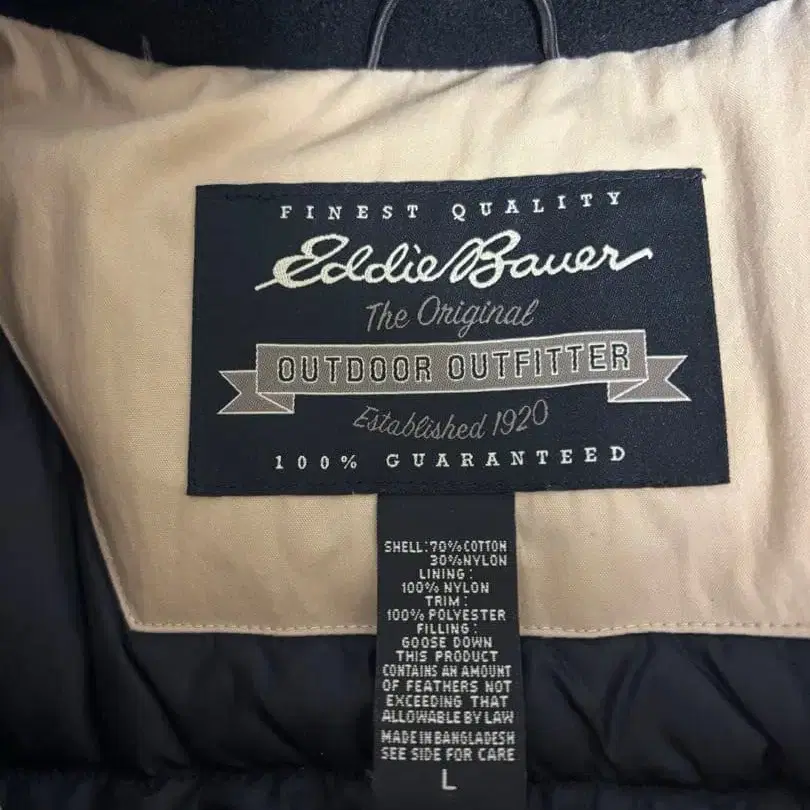 FINEST QUALITY
Eddie Bauer
The Original
OUTDOOR OUTFITTER
Established 1920
100% GUARANTEED
SHELL:70%COTTON
30%NYLON
LINING:
100% NYLON
TRIM:
100% POLYESTER
FILLING:
GOOSE DOWN
THIS PRODUCT
CONTAINS AN AMOUNT
OF FEATHERS NOT
EXCEEDING THAT
ALLOWABLE BY LAW
MADE IN BANGLADESH
SEE SIDE FOR CARE
L